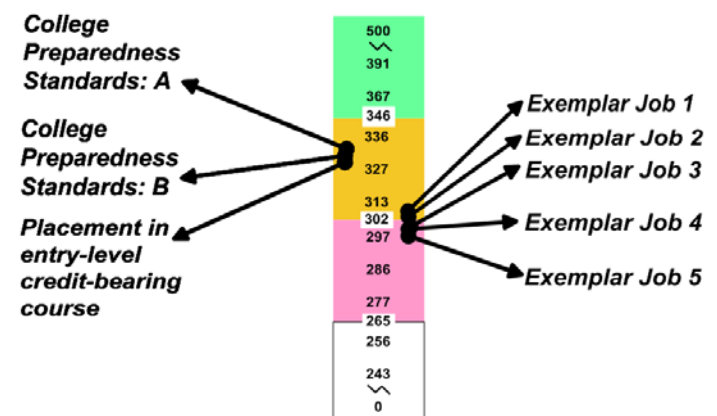 College
Preparedness
Standards: A
College
Preparedness
Standards: B
Placement in
entry-level
credit-bearing
course
500
391
367
346
336
327
313
302
297
286
277
265
256
243
0
Exemplar Job 1
Exemplar Job 2
Exemplar Job 3
Exemplar Job 4
Exemplar Job 5